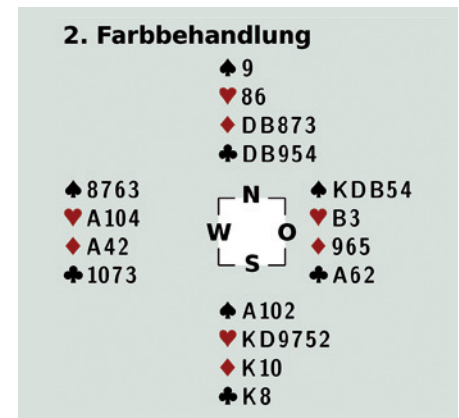 2. Farbbehandlung
♠ 9
♥ 86
♦ DB873
♣ DB954
♠ 8763
♥ A104
♦ A42
♣ 1073
N
W O
S
♠ KDB54
♥ B3
♦ 965
♣ A62
♠ A102
♥ KD9752
♦ K10
♣ K8